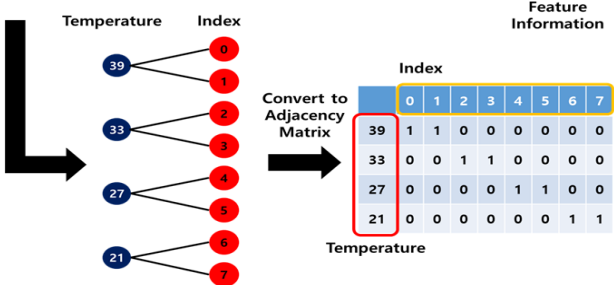 Feature
Information
Temperature
Index
39
0
1
33
2
3
27
4
5
21
6
7
Convert to
Adjacency
Matrix
Index
0 1 2 3 4 5 6 7
39 1 1 0 0 0 0 0 0
33 0 0 1 1 0 0 0 0
27 0 0 0 0 1 1 0 0
21 0 0 0 0 0 0 1 1
Temperature